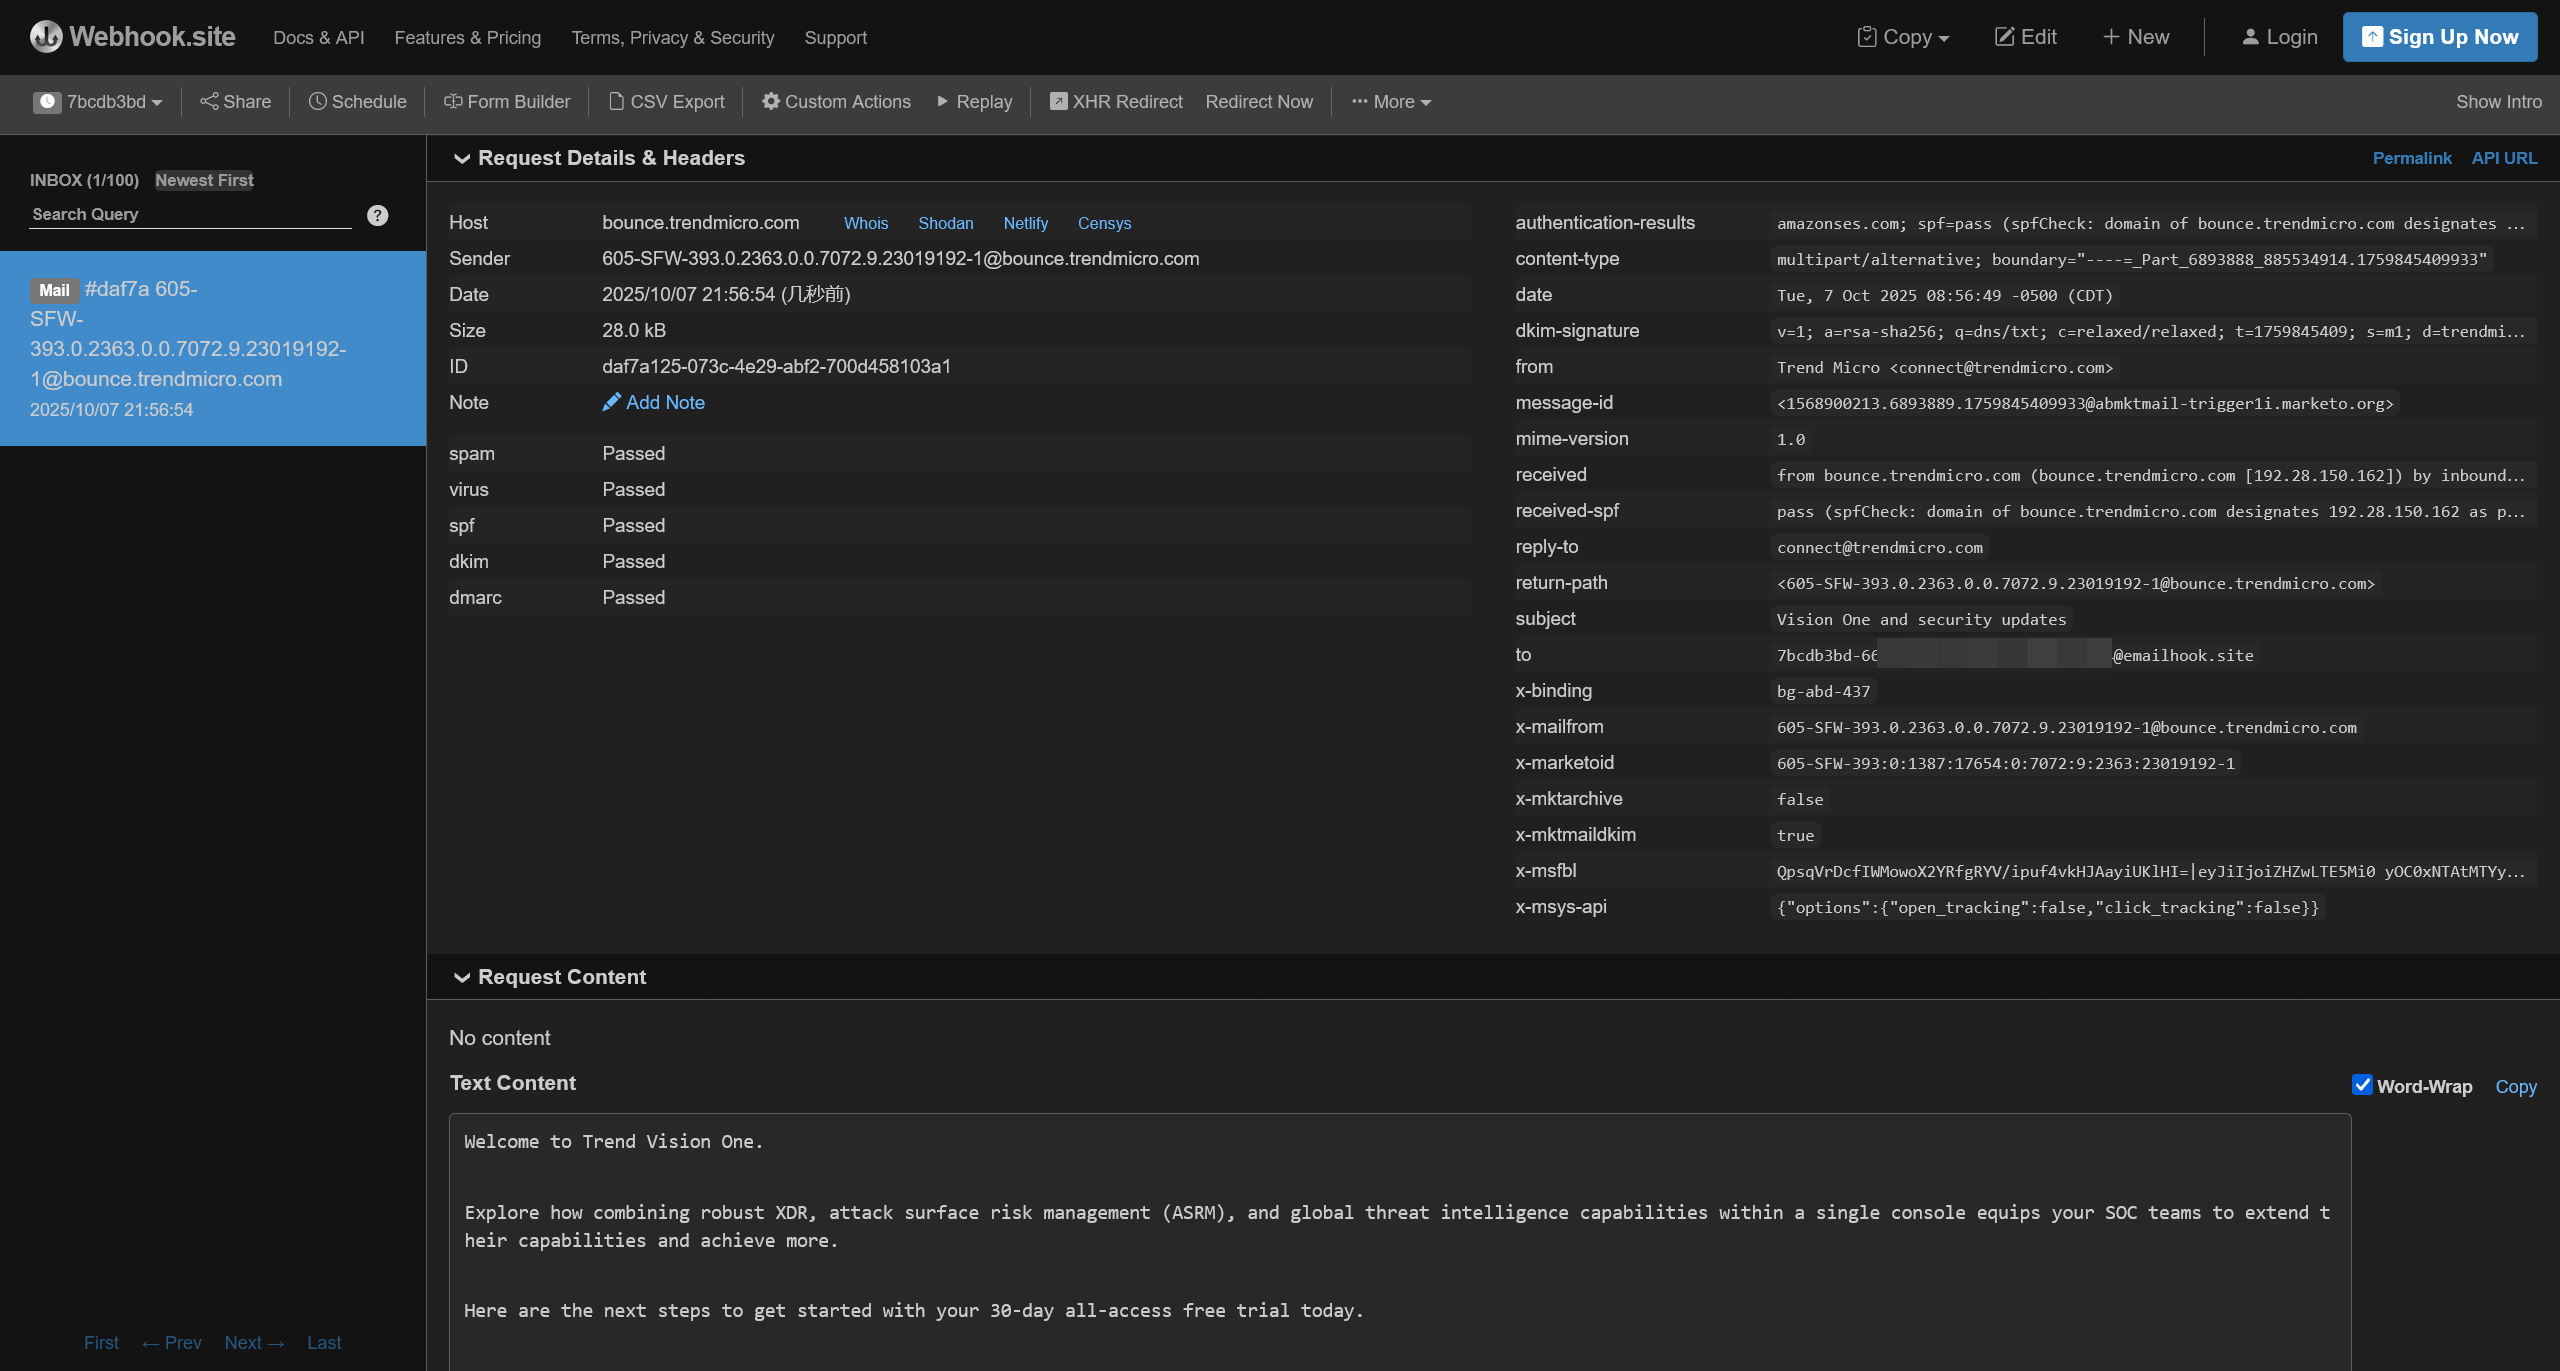 Webhook.site Docs & API Features & Pricing Terms, Privacy & Security Support Copy Edit New Login Sign Up Now
7bcdb3bd Share Schedule Form Builder CSV Export Custom Actions Replay XHR Redirect Redirect Now ··· More Show Intro
INBOX (1/100) Newest First
Search Query ?
Mail #daf7a 605-
SFW-
393.0.2363.0.0.7072.9.23019192-
1@bounce.trendmicro.com
2025/10/07 21:56:54
First ← Prev Next → Last
Request Details & Headers Permalink API URL
Host bounce.trendmicro.com Whois Shodan Netlify Censys
Sender 605-SFW-393.0.2363.0.0.7072.9.23019192-1@bounce.trendmicro.com
Date 2025/10/07 21:56:54 (几秒前)
Size 28.0 kB
ID daf7a125-073c-4e29-abf2-700d458103a1
Note Add Note
spam Passed
virus Passed
spf Passed
dkim Passed
dmarc Passed
authentication-results amazonses.com; spf=pass (spfCheck: domain of bounce.trendmicro.com designates ...
content-type multipart/alternative; boundary="----=_Part_6893888_885534914.1759845409933"
date Tue, 7 Oct 2025 08:56:49 -0500 (CDT)
dkim-signature v=1; a=rsa-sha256; q=dns/txt; c=relaxed/relaxed; t=1759845409; s=m1; d=trendmi...
from Trend Micro <connect@trendmicro.com>
message-id <1568900213.6893889.1759845409933@abmktmail-trigger1i.marketo.org>
mime-version 1.0
received from bounce.trendmicro.com (bounce.trendmicro.com [192.28.150.162]) by inbound...
received-spf pass (spfCheck: domain of bounce.trendmicro.com designates 192.28.150.162 as p...
reply-to connect@trendmicro.com
return-path <605-SFW-393.0.2363.0.0.7072.9.23019192-1@bounce.trendmicro.com>
subject Vision One and security updates
to 7bcdb3bd-66 @emailhook.site
x-binding bg-abd-437
x-mailfrom 605-SFW-393.0.2363.0.0.7072.9.23019192-1@bounce.trendmicro.com
x-marketoid 605-SFW-393:0:1387:17654:0:7072:9:2363:23019192-1
x-mktarchive false
x-mktmaildkim true
x-msfbl QpsqVrDcfIWMowoX2YRfgRYV/ipuf4vkHJAayiUKlHI=|eyJiIjoiZHZwLTE5Mi0 yOC0xNTAtMTYy...
x-msys-api {"options":{"open_tracking":false,"click_tracking":false}}
Request Content
No content
Text Content Word-Wrap Copy
Welcome to Trend Vision One.
Explore how combining robust XDR, attack surface risk management (ASRM), and global threat intelligence capabilities within a single console equips your SOC teams to extend t
heir capabilities and achieve more.
Here are the next steps to get started with your 30-day all-access free trial today.